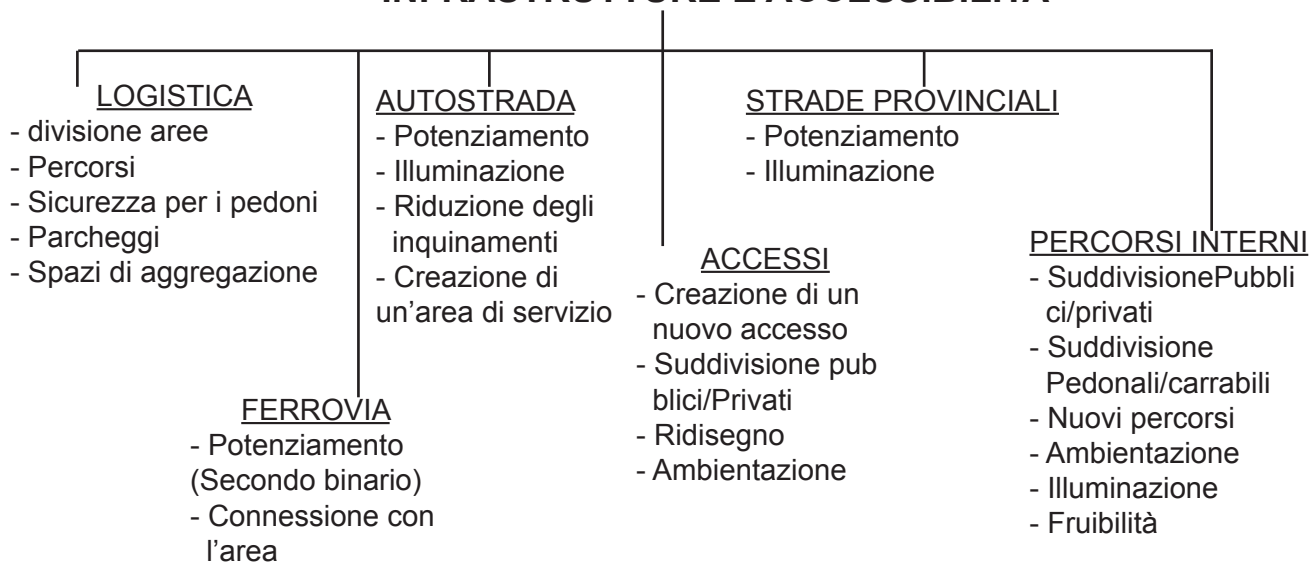 INFRASTRUTTURE E ACCESSIBILITÀ
LOGISTICA
- divisione aree
- Percorsi
- Sicurezza per i pedoni
- Parcheggi
- Spazi di aggregazione
FERROVIA
- Potenziamento
(Secondo binario)
- Connessione con
l’area
AUTOSTRADA
- Potenziamento
- Illuminazione
- Riduzione degli
inquinamenti
- Creazione di
un’area di servizio
ACCESSI
- Creazione di un
nuovo accesso
- Suddivisione pub
blici/Privati
- Ridisegno
- Ambientazione
STRADE PROVINCIALI
- Potenziamento
- Illuminazione
PERCORSI INTERNI
- SuddivisionePubbli
ci/privati
- Suddivisione
Pedonali/carrabili
- Nuovi percorsi
- Ambientazione
- Illuminazione
- Fruibilità